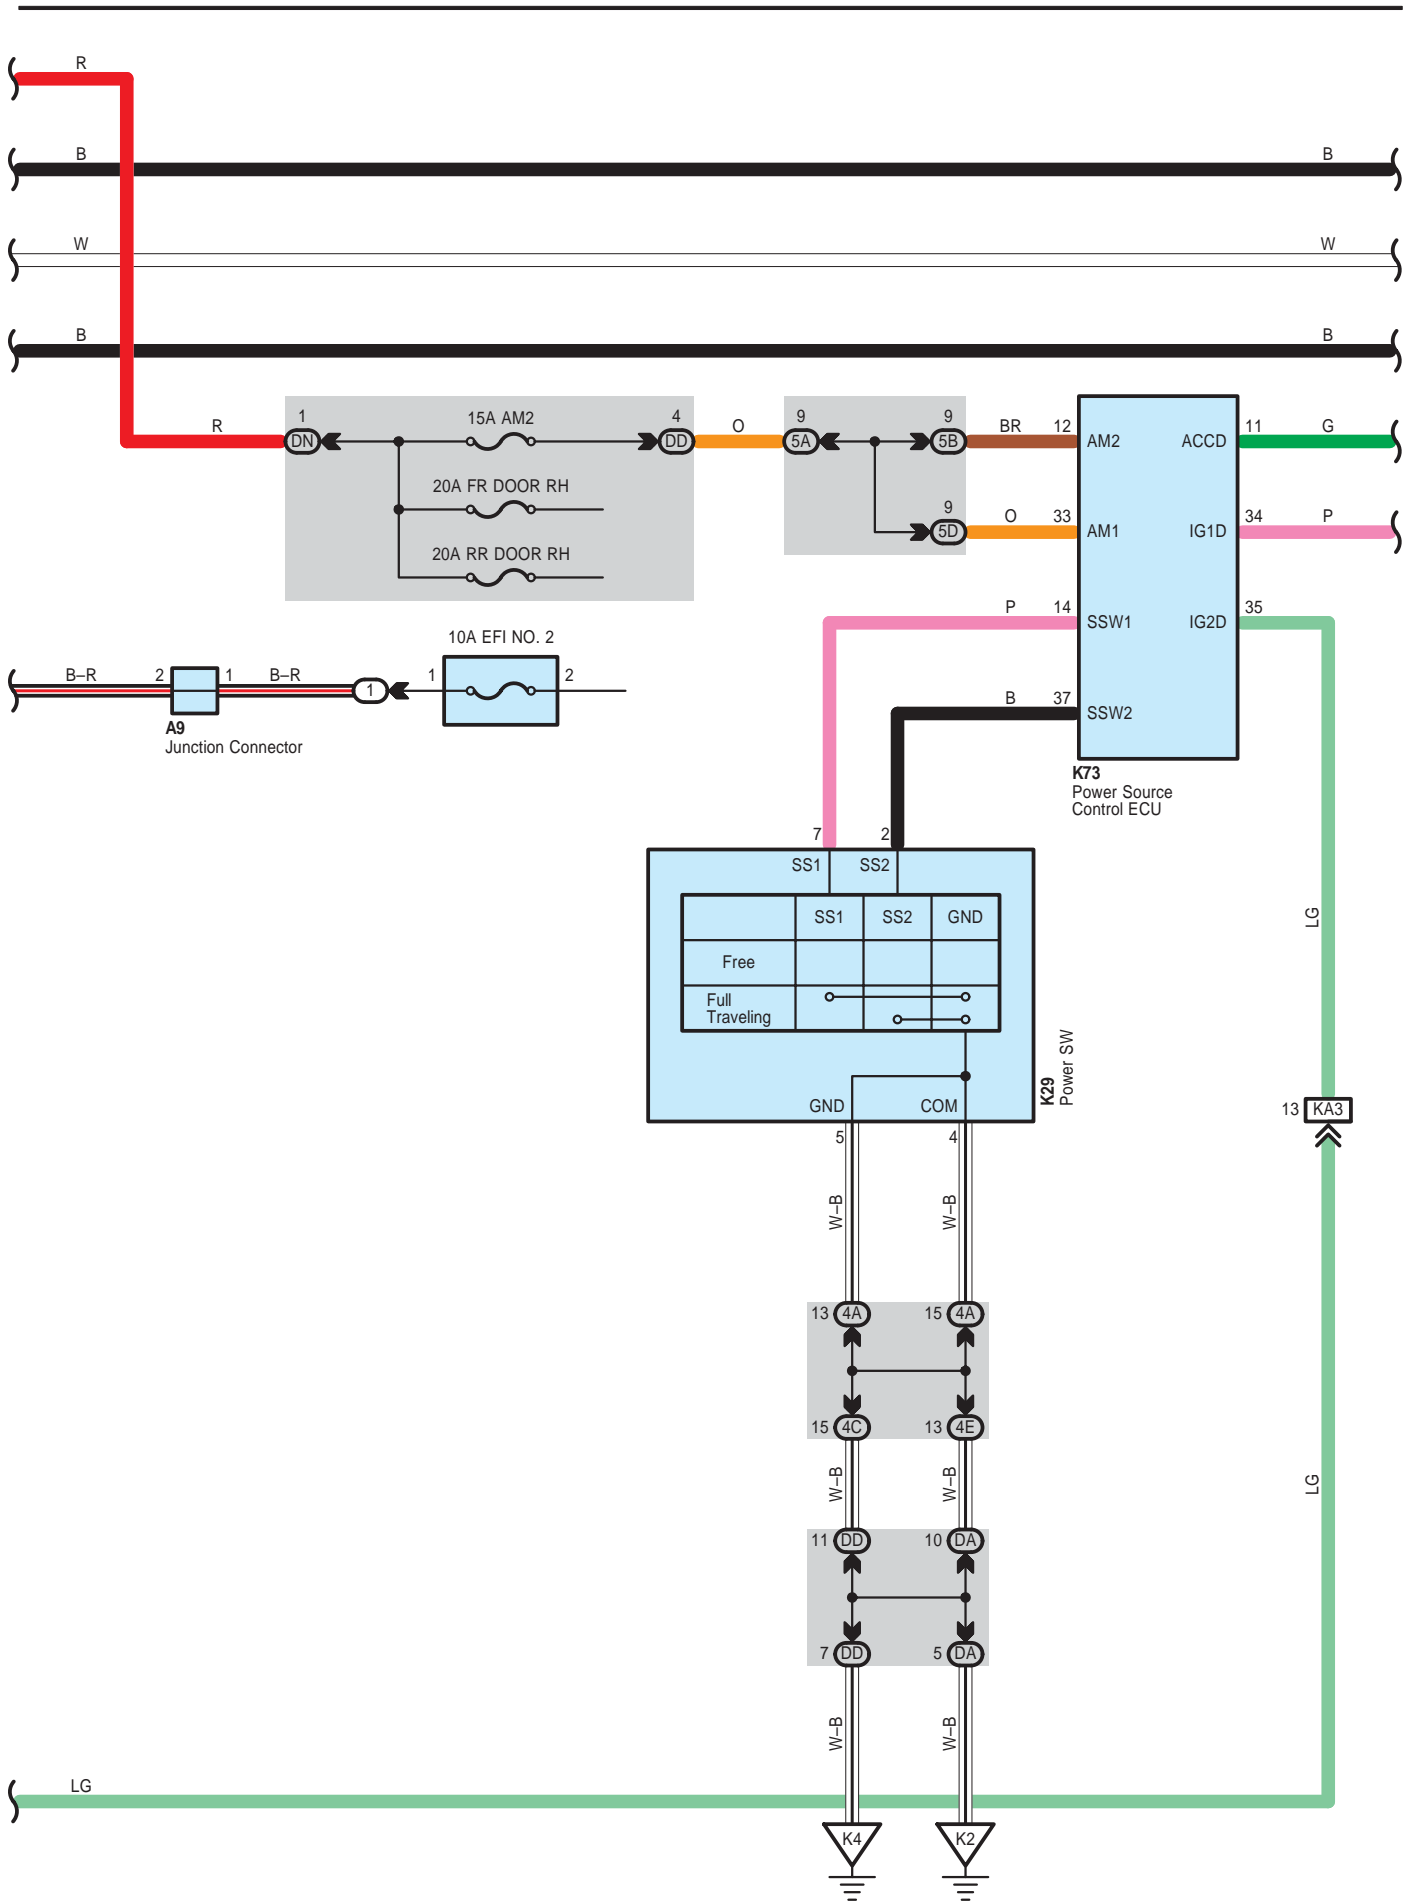 R
B B
W W
B B
R 1 15A AM2 4 O 9 9 BR 12 11 G
DN DD 5A 5B AM2 ACCD
20A FR DOOR RH
9 O 33 34 P
5D AM1 IG1D
20A RR DOOR RH
P 14 35
SSW1 IG2D
10A EFI NO. 2
B–R 2 1 B–R 1 2
1
B 37
SSW2
A9
Junction Connector
K73
Power Source
Control ECU
7 2
SS1 SS2
SS1 SS2 GND
LG
Free
Full
Traveling
K29
Power SW
GND COM
13 KA3
5 4
W–B W–B
13 4A 15 4A
15 4C 13 4E
W–B W–B
LG
11 DD 10 DA
7 DD 5 DA
W–B W–B
LG
K4 K2